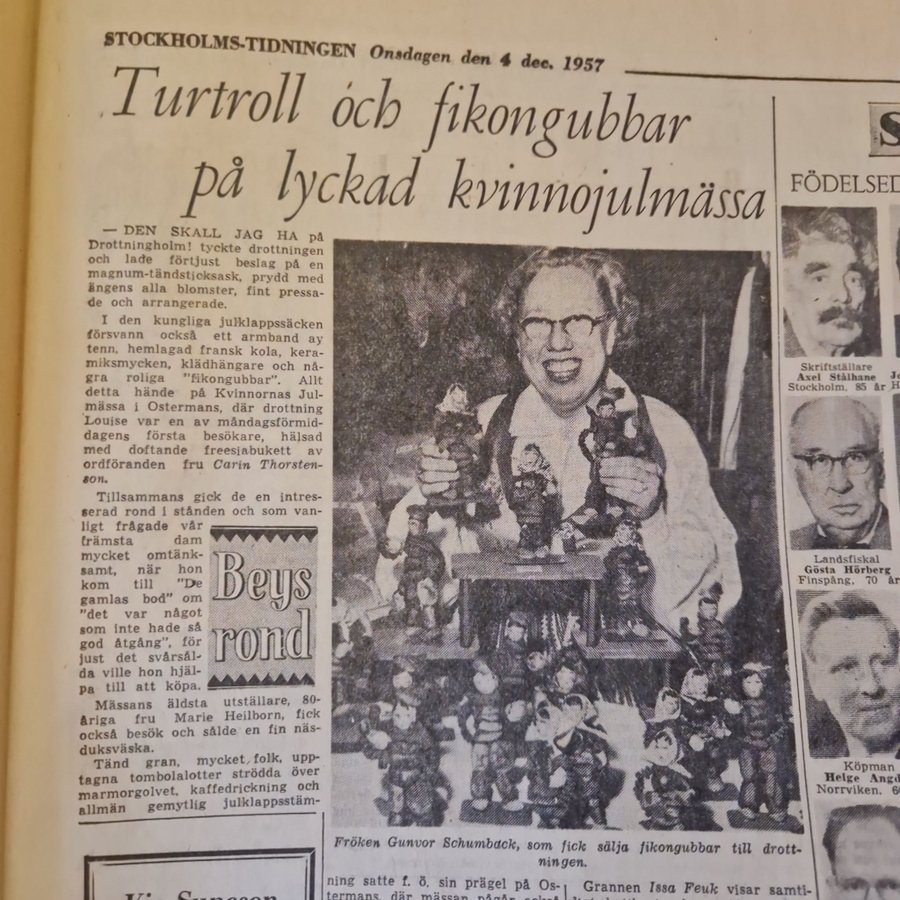 STOCKHOLMS-TIDNINGEN Onsdagen den 4 dec. 1957
Turtroll och fikongubbar
på lyckad kvinnojulmässa
— DEN SKALL JAG HA på
Drottningholm! tyckte drottningen
och lade förtjust beslag på en
magnum-tändsticksask, prydd med
ängens alla blomster, fint pressa-
de och arrangerade.
I den kungliga julklappssäcken
försvann också ett armband av
tenn, hemlagad fransk kola, kera-
miksmycken, klädhängare och nå-
gra roliga "fikongubbar". Allt
detta hände på Kvinnornas Jul-
mässa i Ostermans, där drottning
Louise var en av måndagsförmid-
dagens första besökare, hälsad
med doftande freesiabukett av
ordföranden fru Carin Thorsten-
son.
Tillsammans gick de en intres-
serad rond i stånden och som van-
ligt frågade vår
främsta dam
mycket omtänk-
samt, när hon
kom till "De
gamlas bod" om
"det var något
som inte hade så
god åtgång", för
just det svårsål-
da ville hon hjäl-
pa till att köpa.
Beys
rond
Mässans äldsta utställare, 80-
åriga fru Marie Heilborn, fick
också besök och sålde en fin näs-
duksväska.
Tänd gran, mycket folk, upp-
tagna tombolalotter strödda över
marmorgolvet, kaffedrickning och
allmän gemytlig julklappsstäm-
Fröken Gunvor Schumback, som fick sälja fikongubbar till drott-
ningen.
ning satte f. ö. sin prägel på Os-
termans, där mässan pågår också
Grannen Issa Feuk visar samti-
S
FÖDELSED
Skriftställare
Axel Stålhane
Stockholm, 85 år
Landsfiskal
Gösta Hörberg
Finspång, 70 år
Köpman
Helge Angd
Norrviken, 60